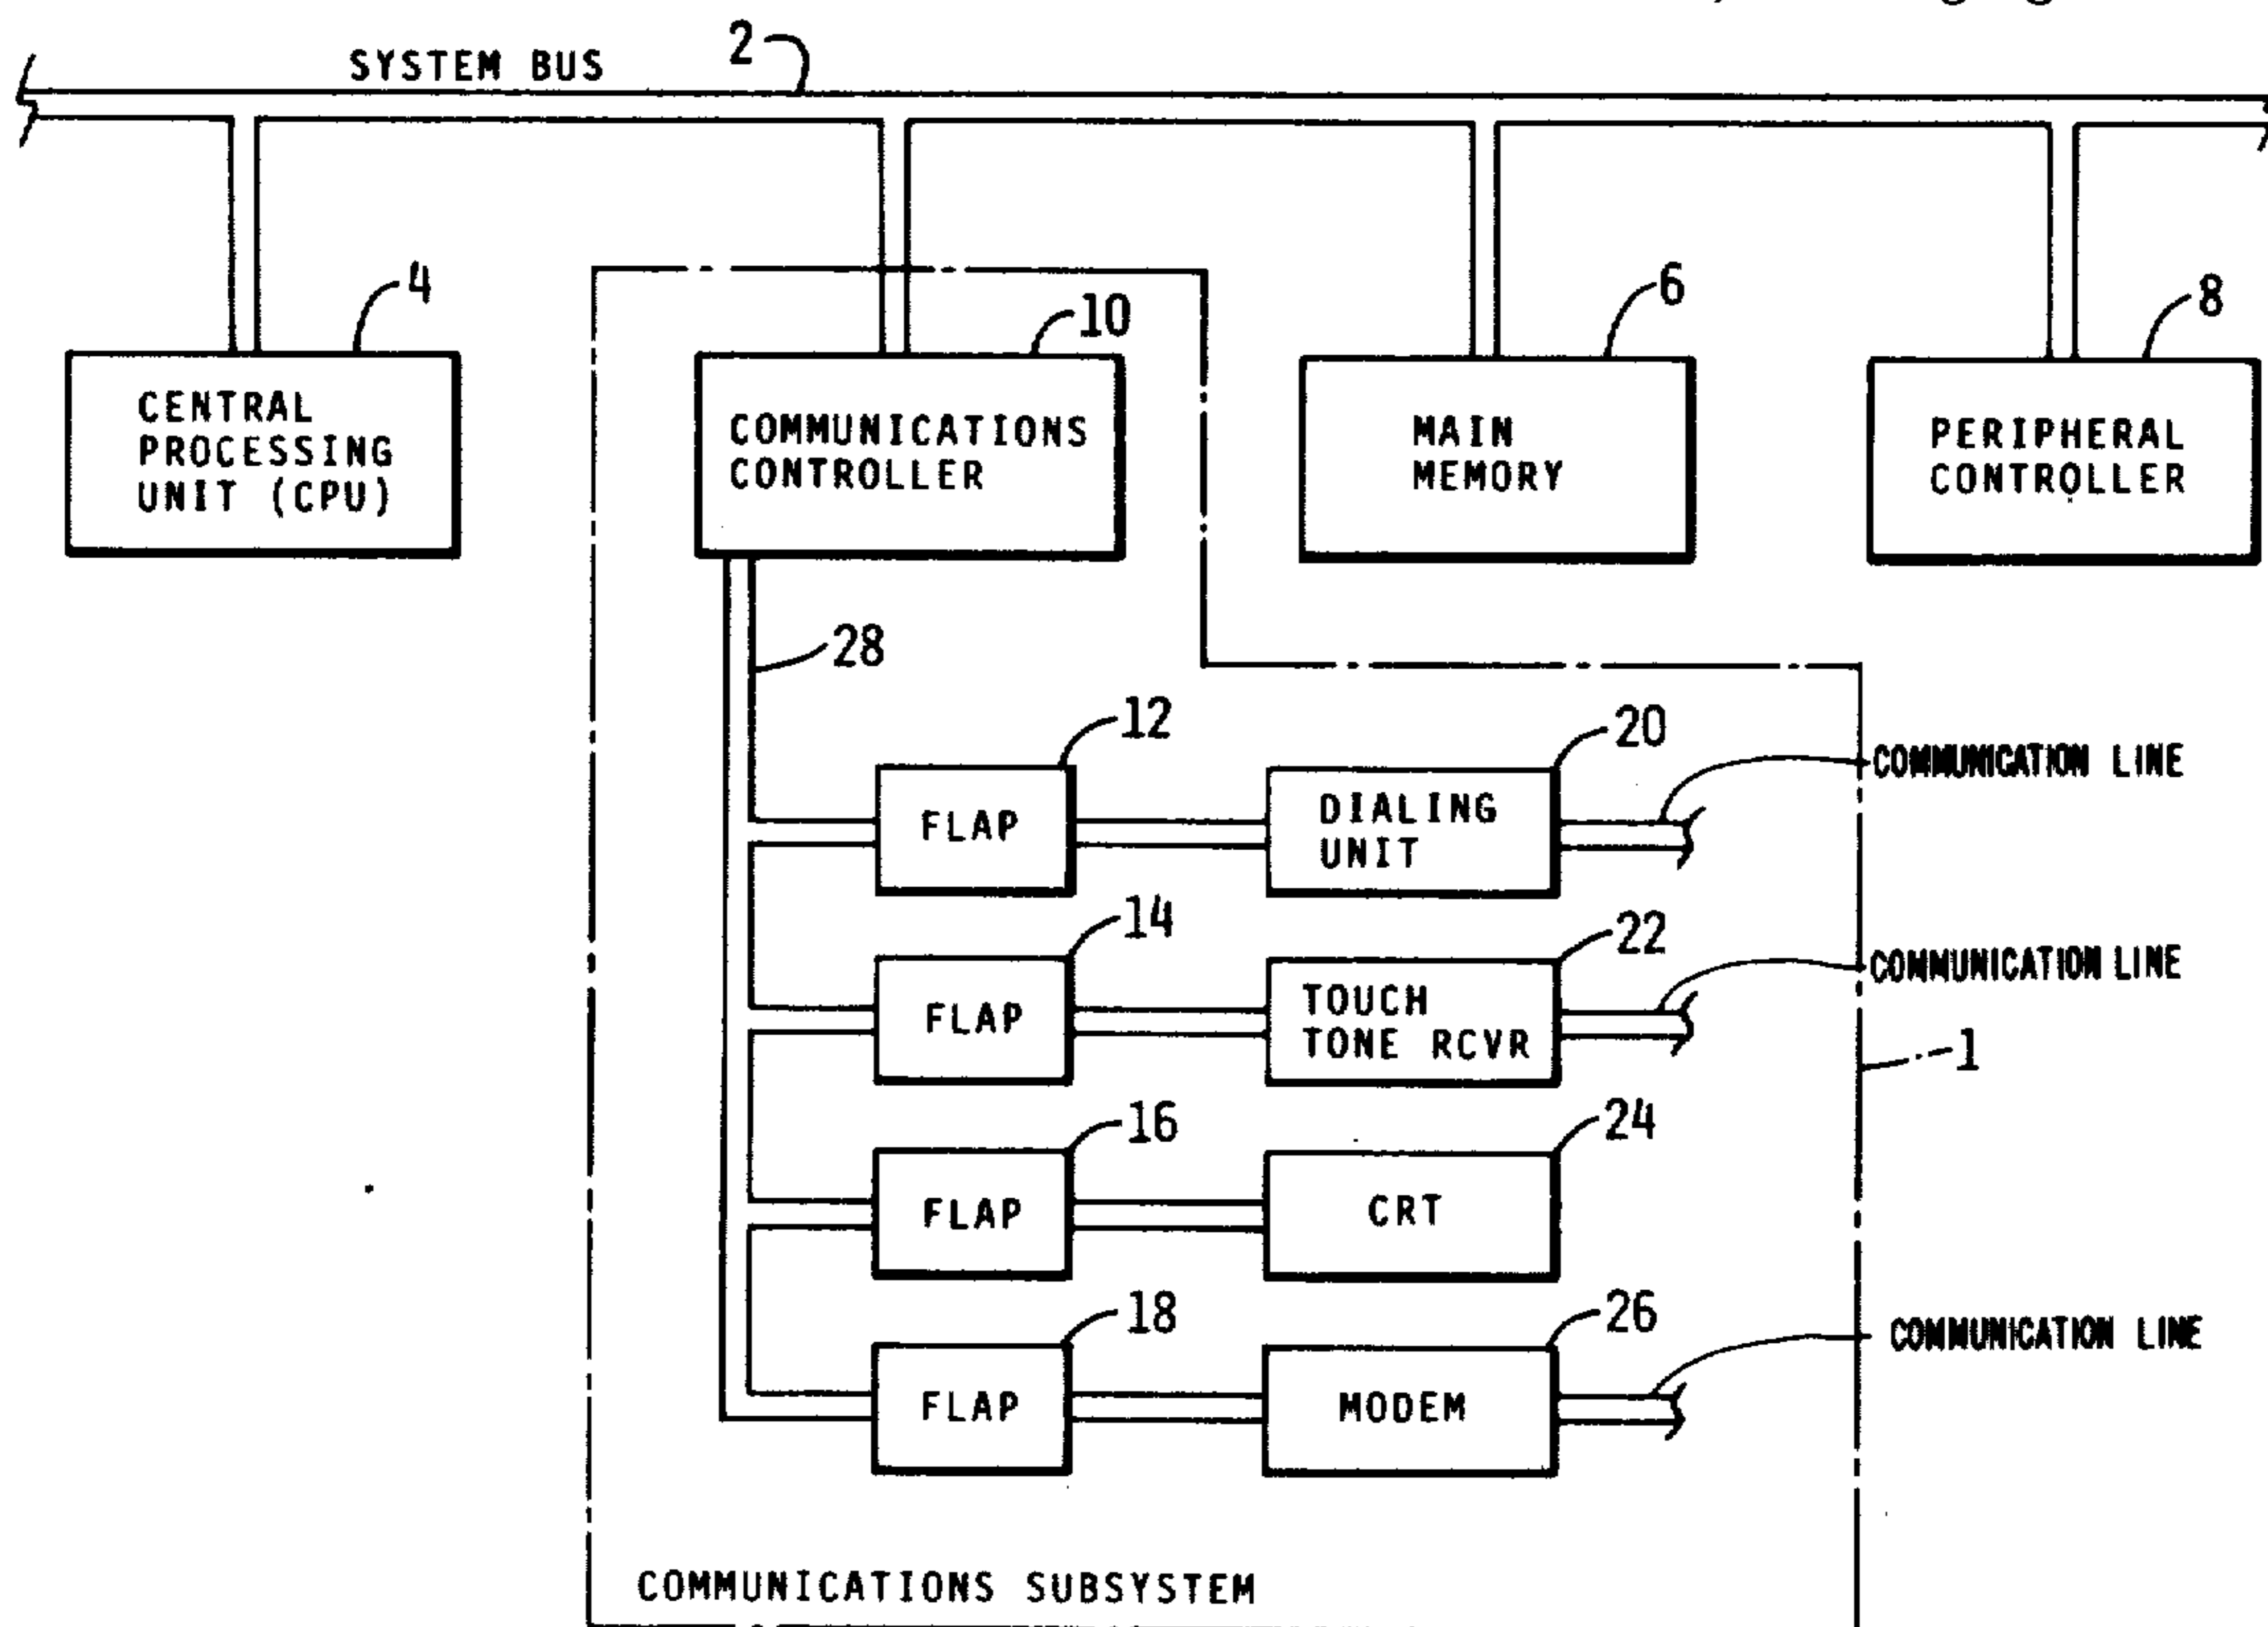 SYSTEM BUS
2
4
10
6
8
CENTRAL
PROCESSING
UNIT (CPU)
COMMUNICATIONS
CONTROLLER
MAIN
MEMORY
PERIPHERAL
CONTROLLER
28
12
20
COMMUNICATION LINE
FLAP
DIALING
UNIT
14
22
COMMUNICATION LINE
FLAP
TOUCH
TONE RCVR
1
16
24
FLAP
CRT
18
26
COMMUNICATION LINE
FLAP
MODEM
COMMUNICATIONS SUBSYSTEM